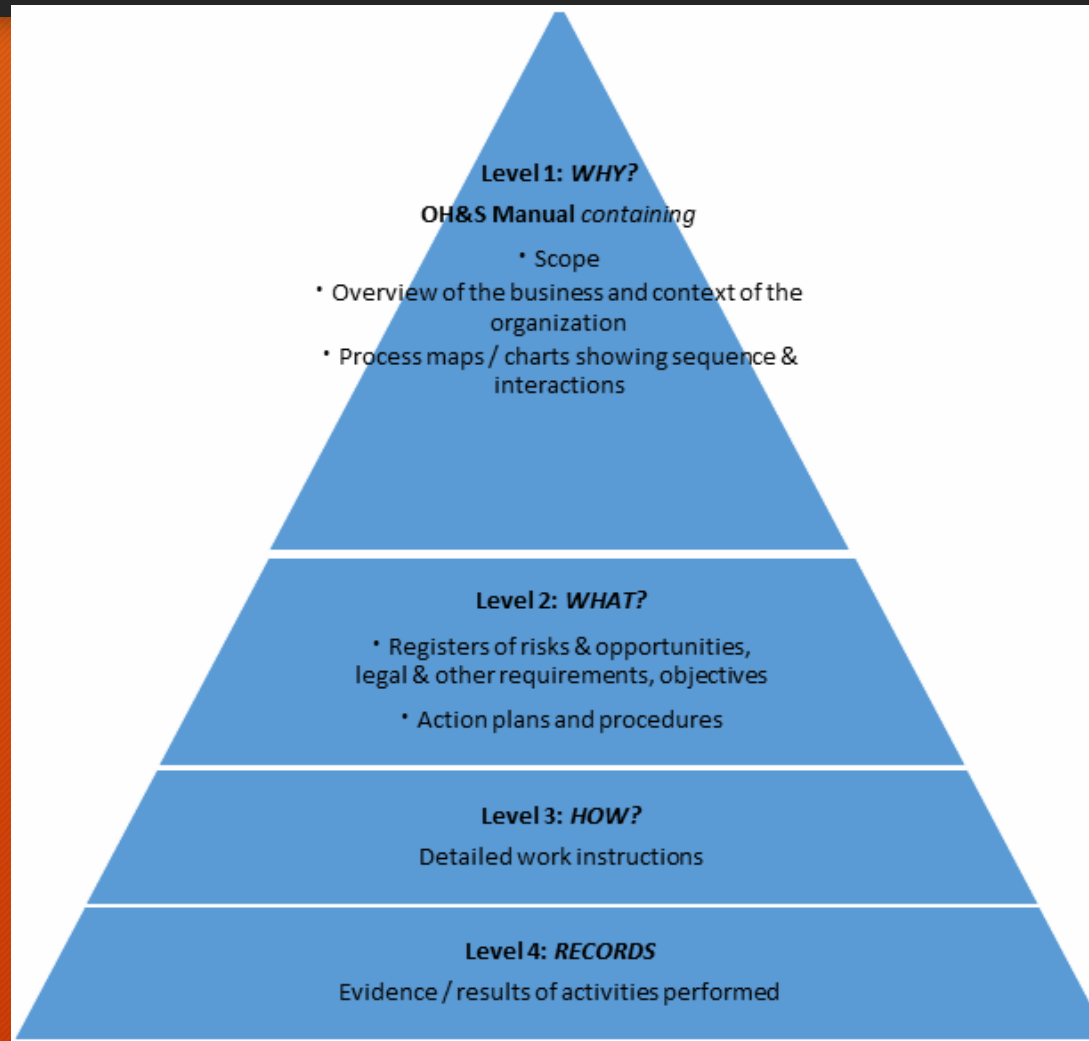 Level 1: WHY?
OH&S Manual containing
• Scope
• Overview of the business and context of the
organization
• Process maps / charts showing sequence &
interactions
Level 2: WHAT?
• Registers of risks & opportunities,
legal & other requirements, objectives
• Action plans and procedures
Level 3: HOW?
Detailed work instructions
Level 4: RECORDS
Evidence / results of activities performed